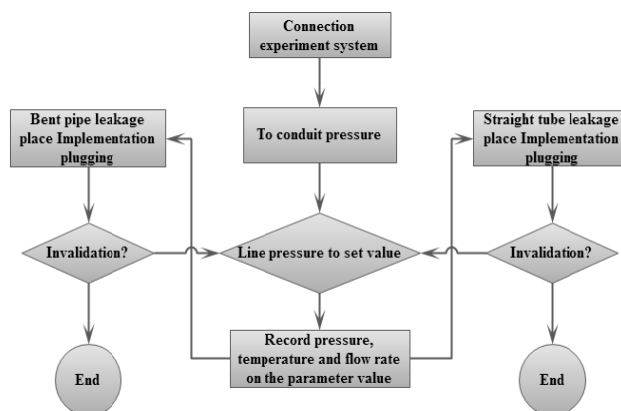 Connection
experiment system
Bent pipe leakage
place Implementation
plugging
To conduit pressure
Straight tube leakage
place Implementation
plugging
Invalidation?
Line pressure to set value
Invalidation?
Record pressure,
temperature and flow rate
on the parameter value
End
End